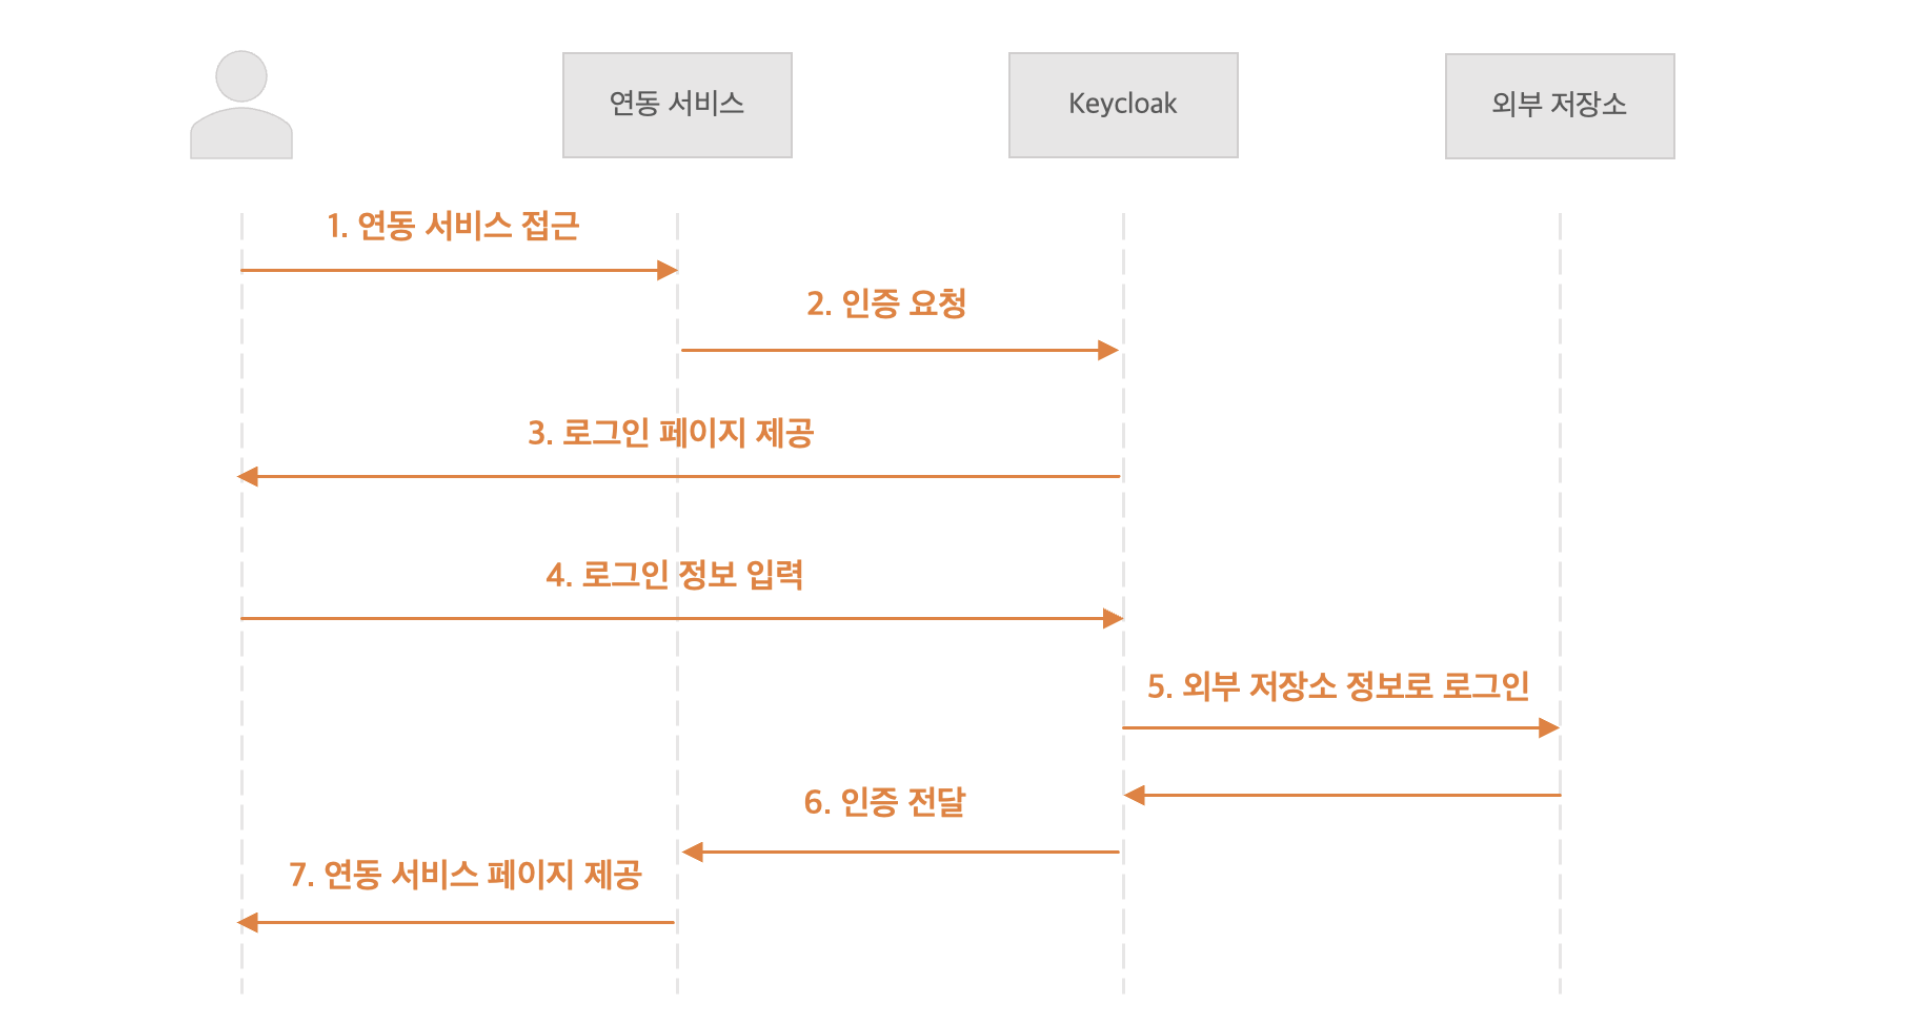 연동 서비스
Keycloak
외부 저장소
1. 연동 서비스 접근
2. 인증 요청
3. 로그인 페이지 제공
4. 로그인 정보 입력
5. 외부 저장소 정보로 로그인
6. 인증 전달
7. 연동 서비스 페이지 제공